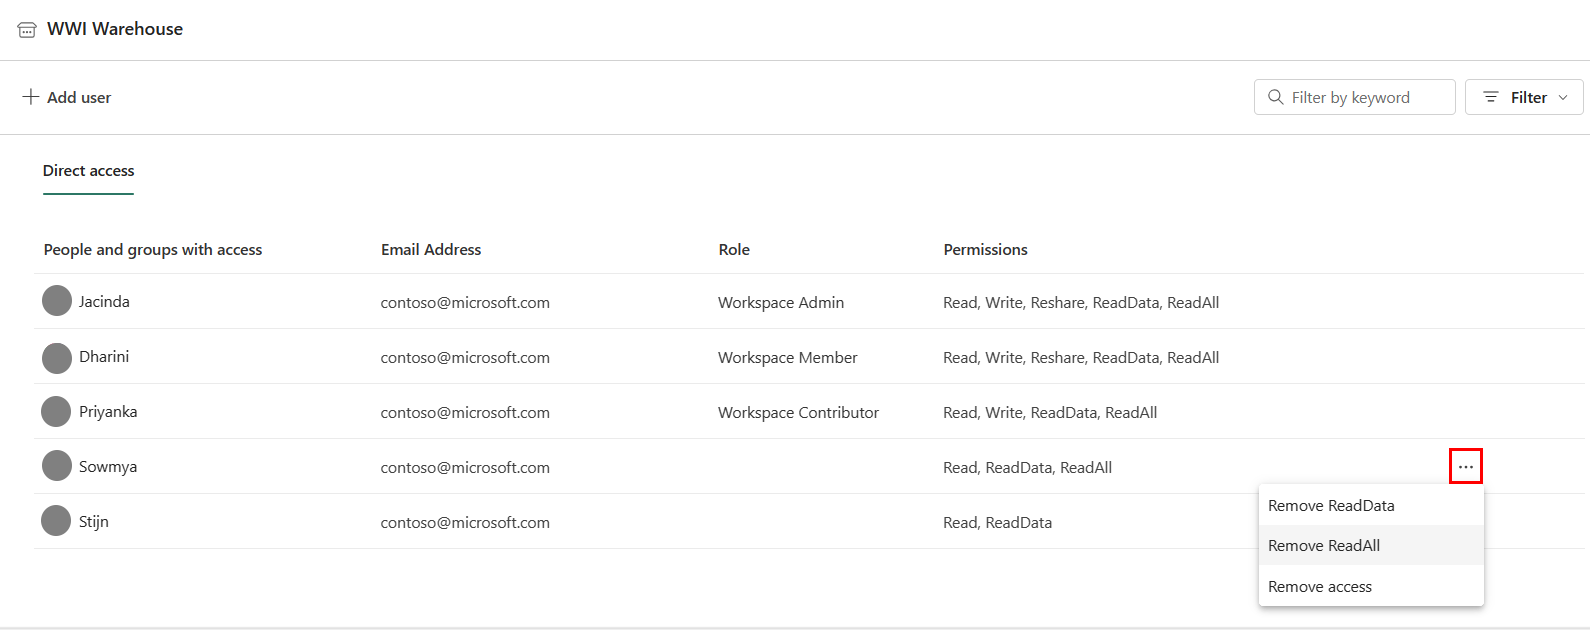 WWI Warehouse
Add user
Filter by keyword
Filter
Direct access
People and groups with access Email Address Role Permissions
Jacinda contoso@microsoft.com Workspace Admin Read, Write, Reshare, ReadData, ReadAll
Dharini contoso@microsoft.com Workspace Member Read, Write, Reshare, ReadData, ReadAll
Priyanka contoso@microsoft.com Workspace Contributor Read, Write, ReadData, ReadAll
Sowmya contoso@microsoft.com Read, ReadData, ReadAll
Stijn contoso@microsoft.com Read, ReadData
Remove ReadData
Remove ReadAll
Remove access